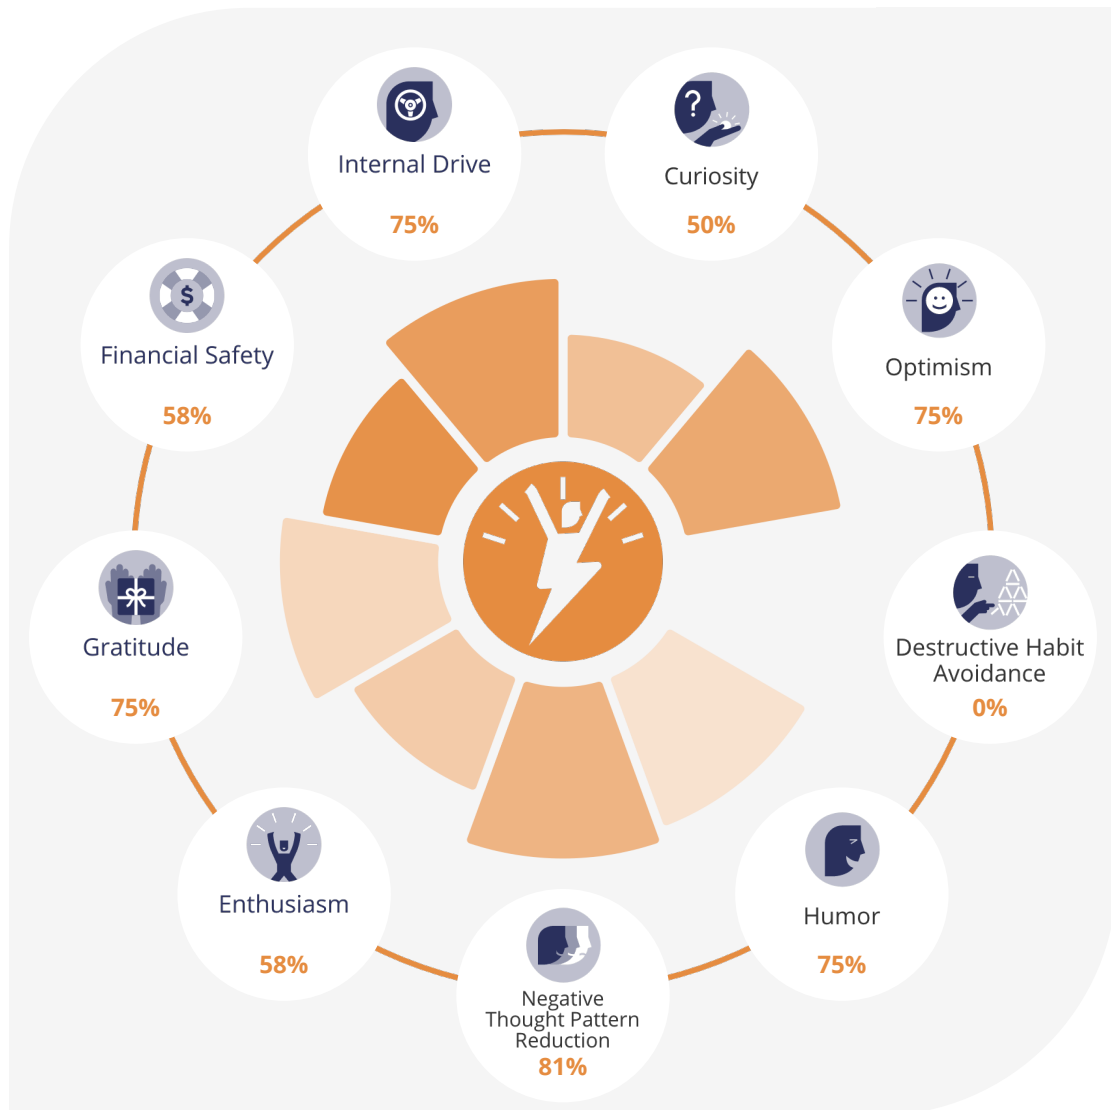 Internal Drive
75%
?
Curiosity
50%
$
Financial Safety
58%
Optimism
75%
Gratitude
75%
Destructive Habit
Avoidance
0%
Enthusiasm
58%
Humor
75%
Negative
Thought Pattern
Reduction
81%